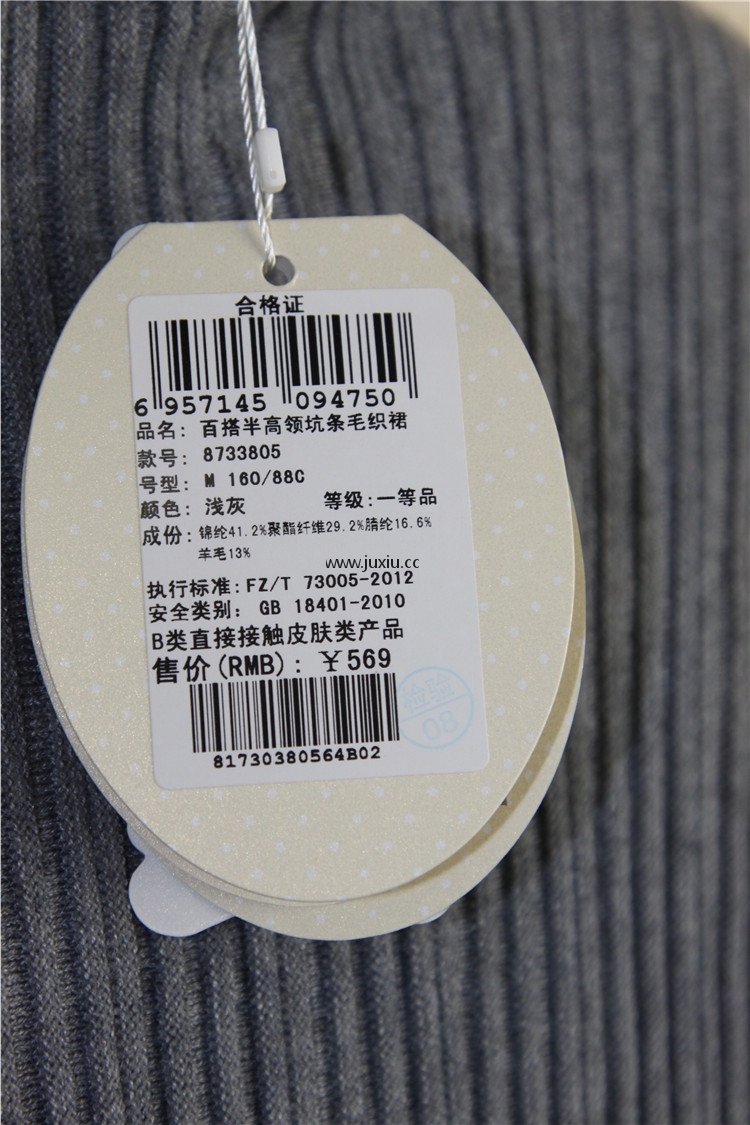 合格证
6 957145 094750
品名: 百搭半高领坑条毛织裙
款号: 8733805
号型: M 160/88C
颜色: 浅灰 等级:一等品
成份:锦纶41.2%聚酯纤维29.2%腈纶16.6%
羊毛13%
www.juxiu.cc
执行标准:FZ/T 73005-2012
安全类别: GB 18401-2010
B类直接接触皮肤类产品
售价(RMB): ¥569
检验
08
81730380564B02